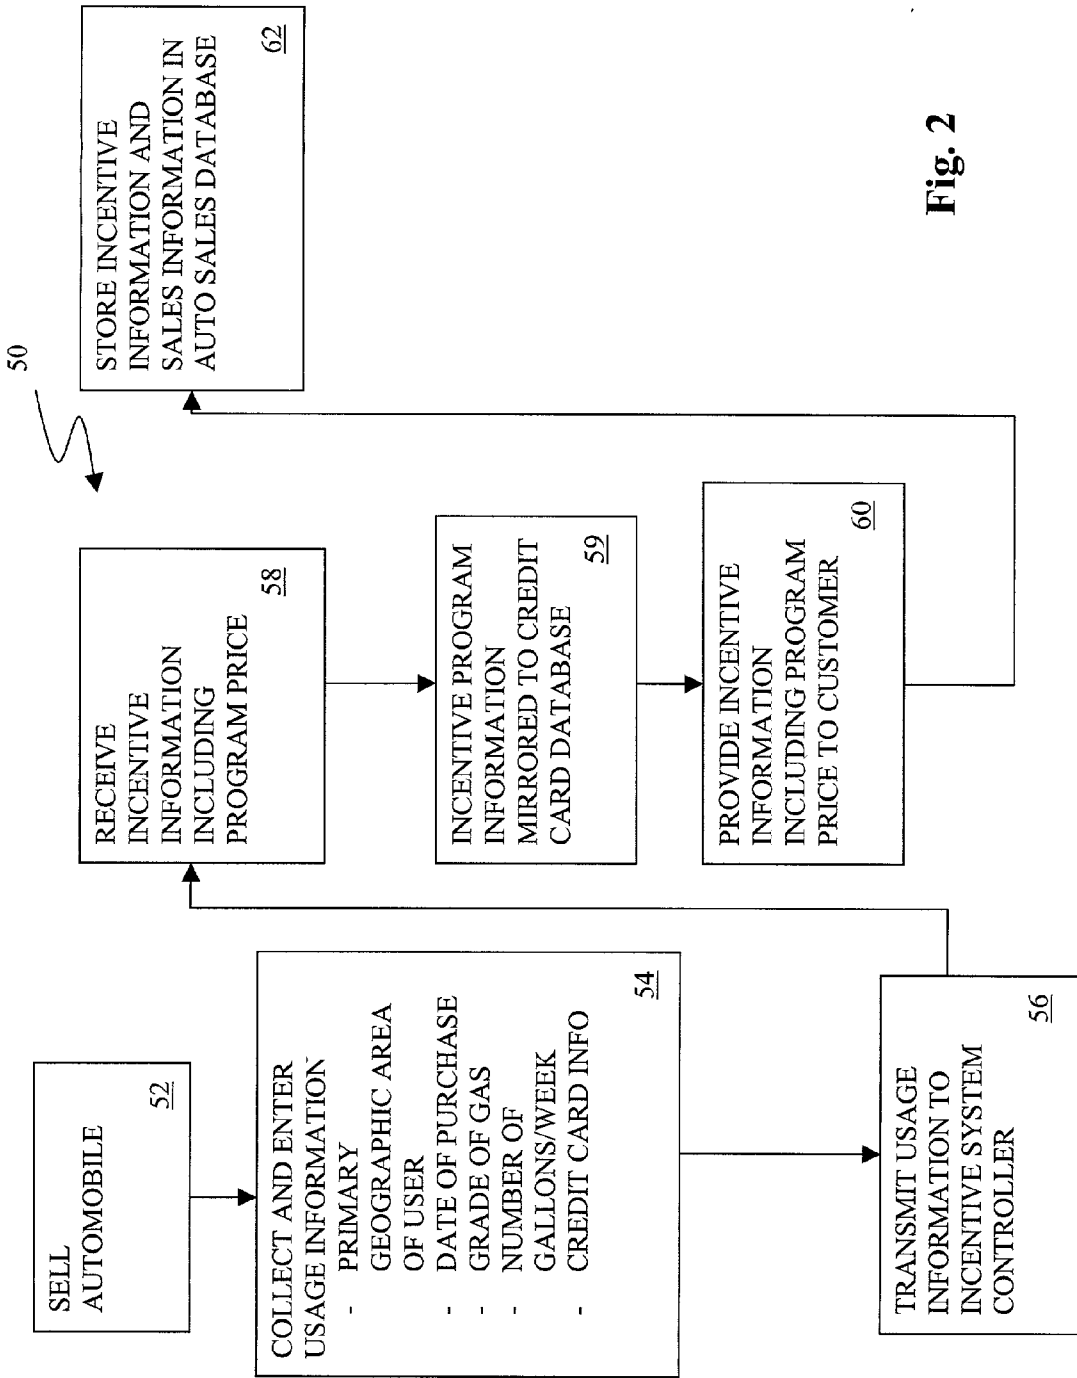 SELL
AUTOMOBILE
52
COLLECT AND ENTER
USAGE INFORMATION
- PRIMARY
GEOGRAPHIC AREA
OF USER
- DATE OF PURCHASE
- GRADE OF GAS
- NUMBER OF
GALLONS/WEEK
- CREDIT CARD INFO
54
TRANSMIT USAGE
INFORMATION TO
INCENTIVE SYSTEM
CONTROLLER
56
RECEIVE
INCENTIVE
INFORMATION
INCLUDING
PROGRAM PRICE
58
INCENTIVE PROGRAM
INFORMATION
MIRRORED TO CREDIT
CARD DATABASE
59
PROVIDE INCENTIVE
INFORMATION
INCLUDING PROGRAM
PRICE TO CUSTOMER
60
50
STORE INCENTIVE
INFORMATION AND
SALES INFORMATION IN
AUTO SALES DATABASE
62
Fig. 2